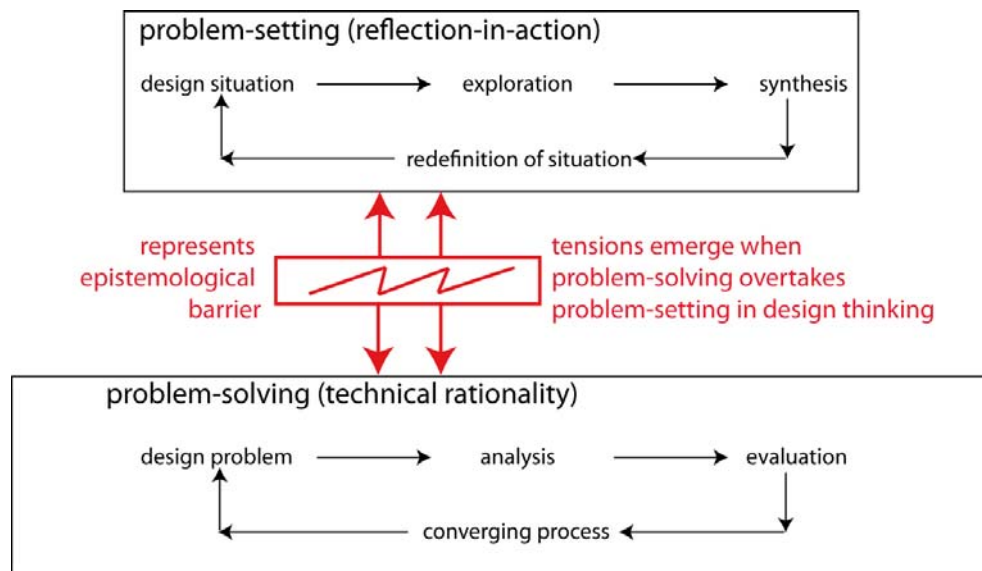 problem-setting (reflection-in-action)
design situation exploration synthesis
redefinition of situation
represents
epistemological
barrier
tensions emerge when
problem-solving overtakes
problem-setting in design thinking
problem-solving (technical rationality)
design problem analysis evaluation
converging process